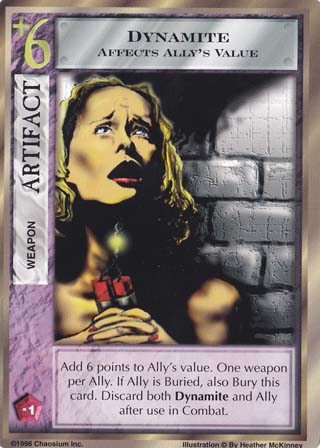 +6
DYNAMITE
AFFECTS ALLY'S VALUE
ARTIFACT
WEAPON
Add 6 points to Ally's value. One weapon
per Ally. If Ally is Buried, also Bury this
card. Discard both Dynamite and Ally
after use in Combat.
-1
©1996 Chaosium Inc.
Illustration © By Heather McKinney